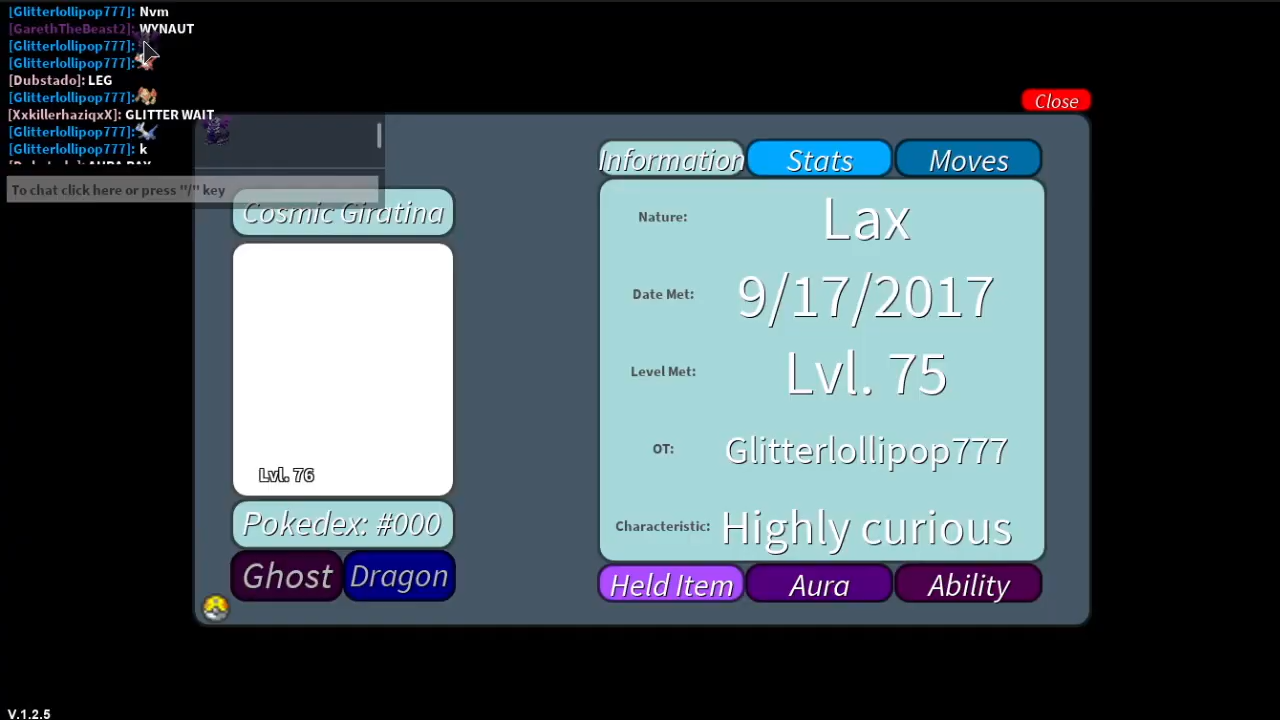 [Glitterlollipop777]: Nvm
[GarethTheBeast2]: WYNAUT
[Glitterlollipop777]:
[Glitterlollipop777]:
[Dubstado]: LEG
[Glitterlollipop777]:
[XxkillerhaziqxX]: GLITTER WAIT
[Glitterlollipop777]:
[Glitterlollipop777]: k
To chat click here or press "/" key
Close
Cosmic Giratina
Lvl. 76
Pokedex: #000
Ghost Dragon
Information Stats Moves
Nature: Lax
Date Met: 9/17/2017
Level Met: Lvl. 75
OT: Glitterlollipop777
Characteristic: Highly curious
Held Item Aura Ability
V.1.2.5